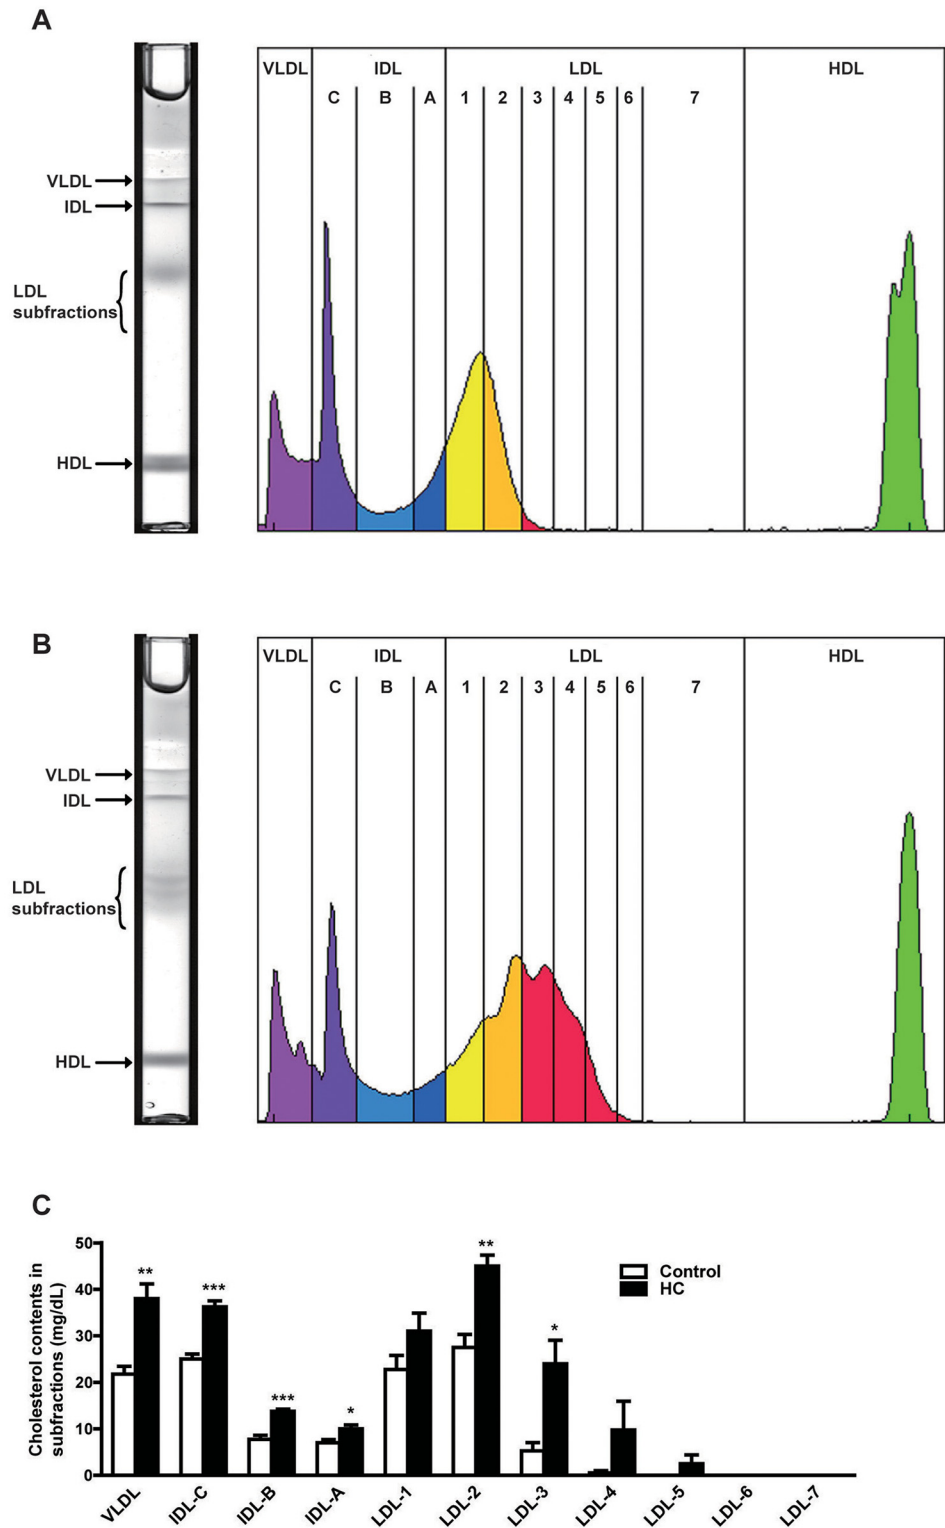 A
VLDL IDL LDL HDL
C B A 1 2 3 4 5 6 7
VLDL
IDL
LDL
subfractions
HDL
B
VLDL IDL LDL HDL
C B A 1 2 3 4 5 6 7
VLDL
IDL
LDL
subfractions
HDL
C
Cholesterol contents in
subfractions (mg/dL)
50
40
30
20
10
0
** *** *** * ** *
Control
HC
VLDL IDL-C IDL-B IDL-A LDL-1 LDL-2 LDL-3 LDL-4 LDL-5 LDL-6 LDL-7